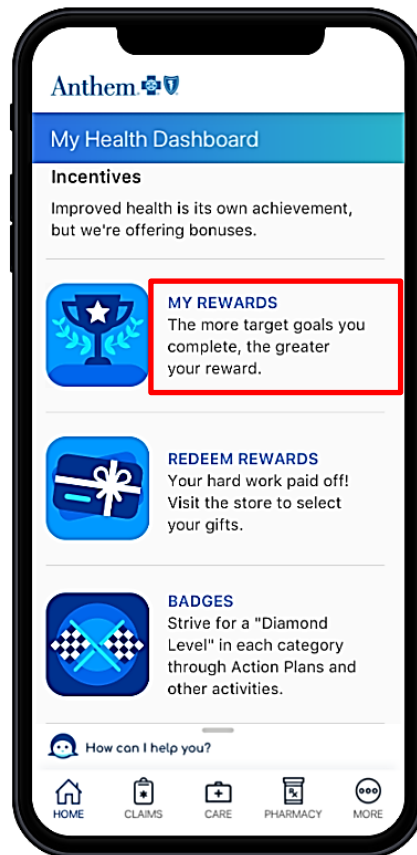 Anthem
My Health Dashboard
Incentives
Improved health is its own achievement,
but we're offering bonuses.
MY REWARDS
The more target goals you
complete, the greater
your reward.
REDEEM REWARDS
Your hard work paid off!
Visit the store to select
your gifts.
BADGES
Strive for a "Diamond
Level" in each category
through Action Plans and
other activities.
How can I help you?
HOME CLAIMS CARE PHARMACY MORE